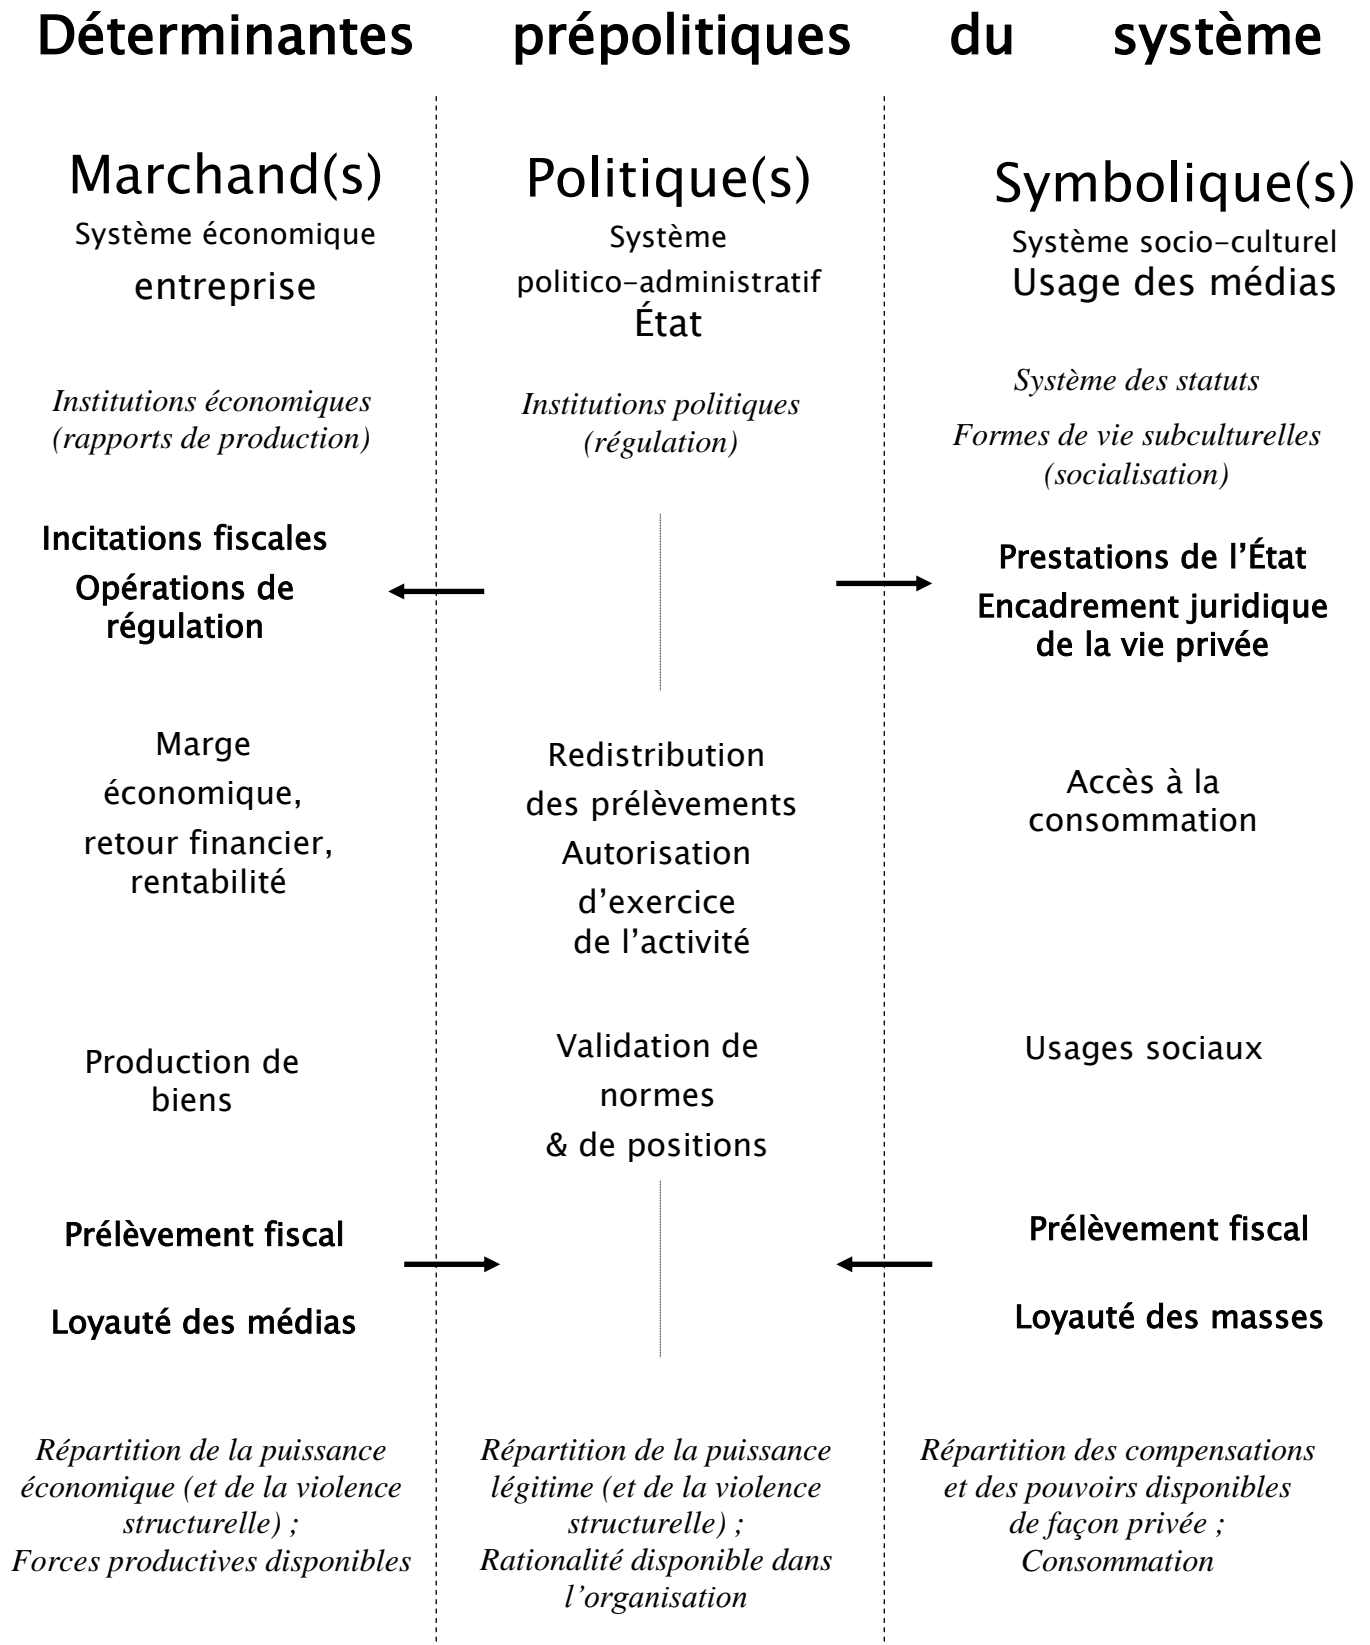 Déterminantes prépolitiques du système
Marchand(s)
Système économique
entreprise
Institutions économiques
(rapports de production)
Incitations fiscales
Opérations de
régulation
Marge
économique,
retour financier,
rentabilité
Production de
biens
Prélèvement fiscal
Loyauté des médias
Répartition de la puissance
économique (et de la violence
structurelle) ;
Forces productives disponibles
Politique(s)
Système
politico-administratif
État
Institutions politiques
(régulation)
Redistribution
des prélèvements
Autorisation
d’exercice
de l’activité
Validation de
normes
& de positions
Répartition de la puissance
légitime (et de la violence
structurelle) ;
Rationalité disponible dans
l’organisation
Symbolique(s)
Système socio-culturel
Usage des médias
Système des statuts
Formes de vie subculturelles
(socialisation)
Prestations de l’État
Encadrement juridique
de la vie privée
Accès à la
consommation
Usages sociaux
Prélèvement fiscal
Loyauté des masses
Répartition des compensations
et des pouvoirs disponibles
de façon privée ;
Consommation